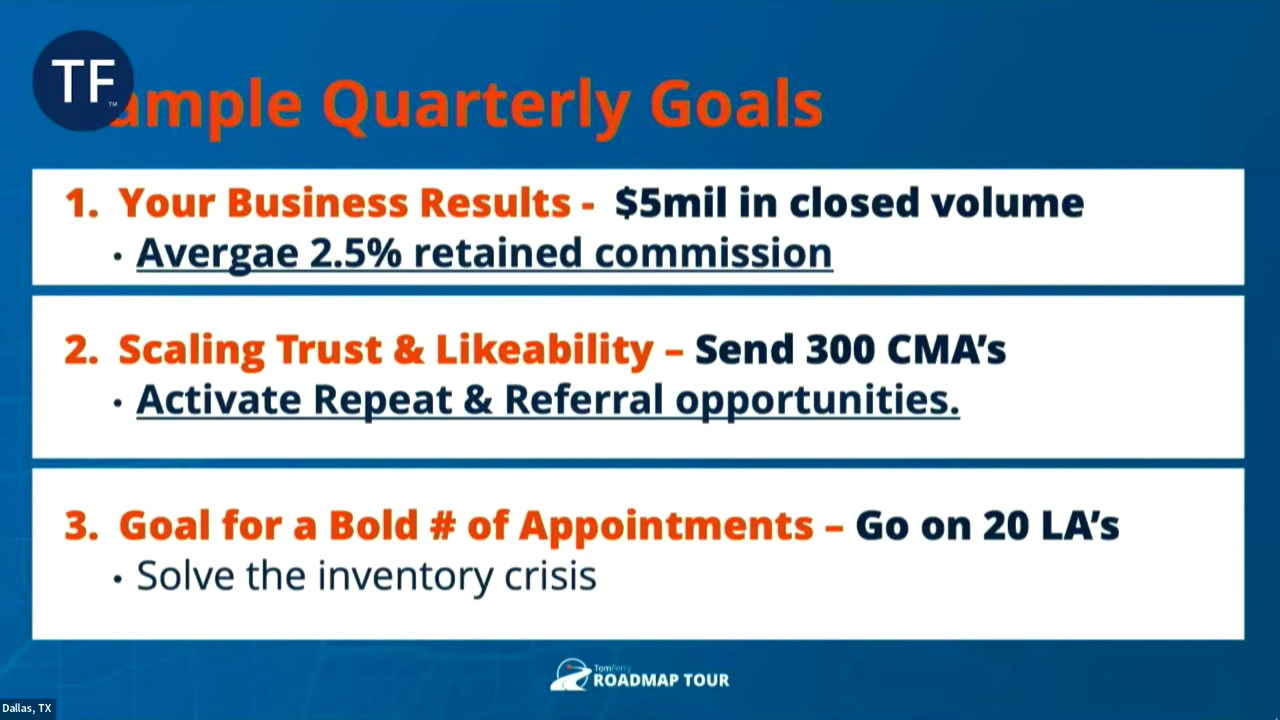 TF
TM
ample Quarterly Goals
1. Your Business Results - $5mil in closed volume
· Avergae 2.5% retained commission
2. Scaling Trust & Likeability – Send 300 CMA’s
· Activate Repeat & Referral opportunities.
3. Goal for a Bold # of Appointments – Go on 20 LA’s
· Solve the inventory crisis
TomFerry
ROADMAP TOUR
Dallas, TX